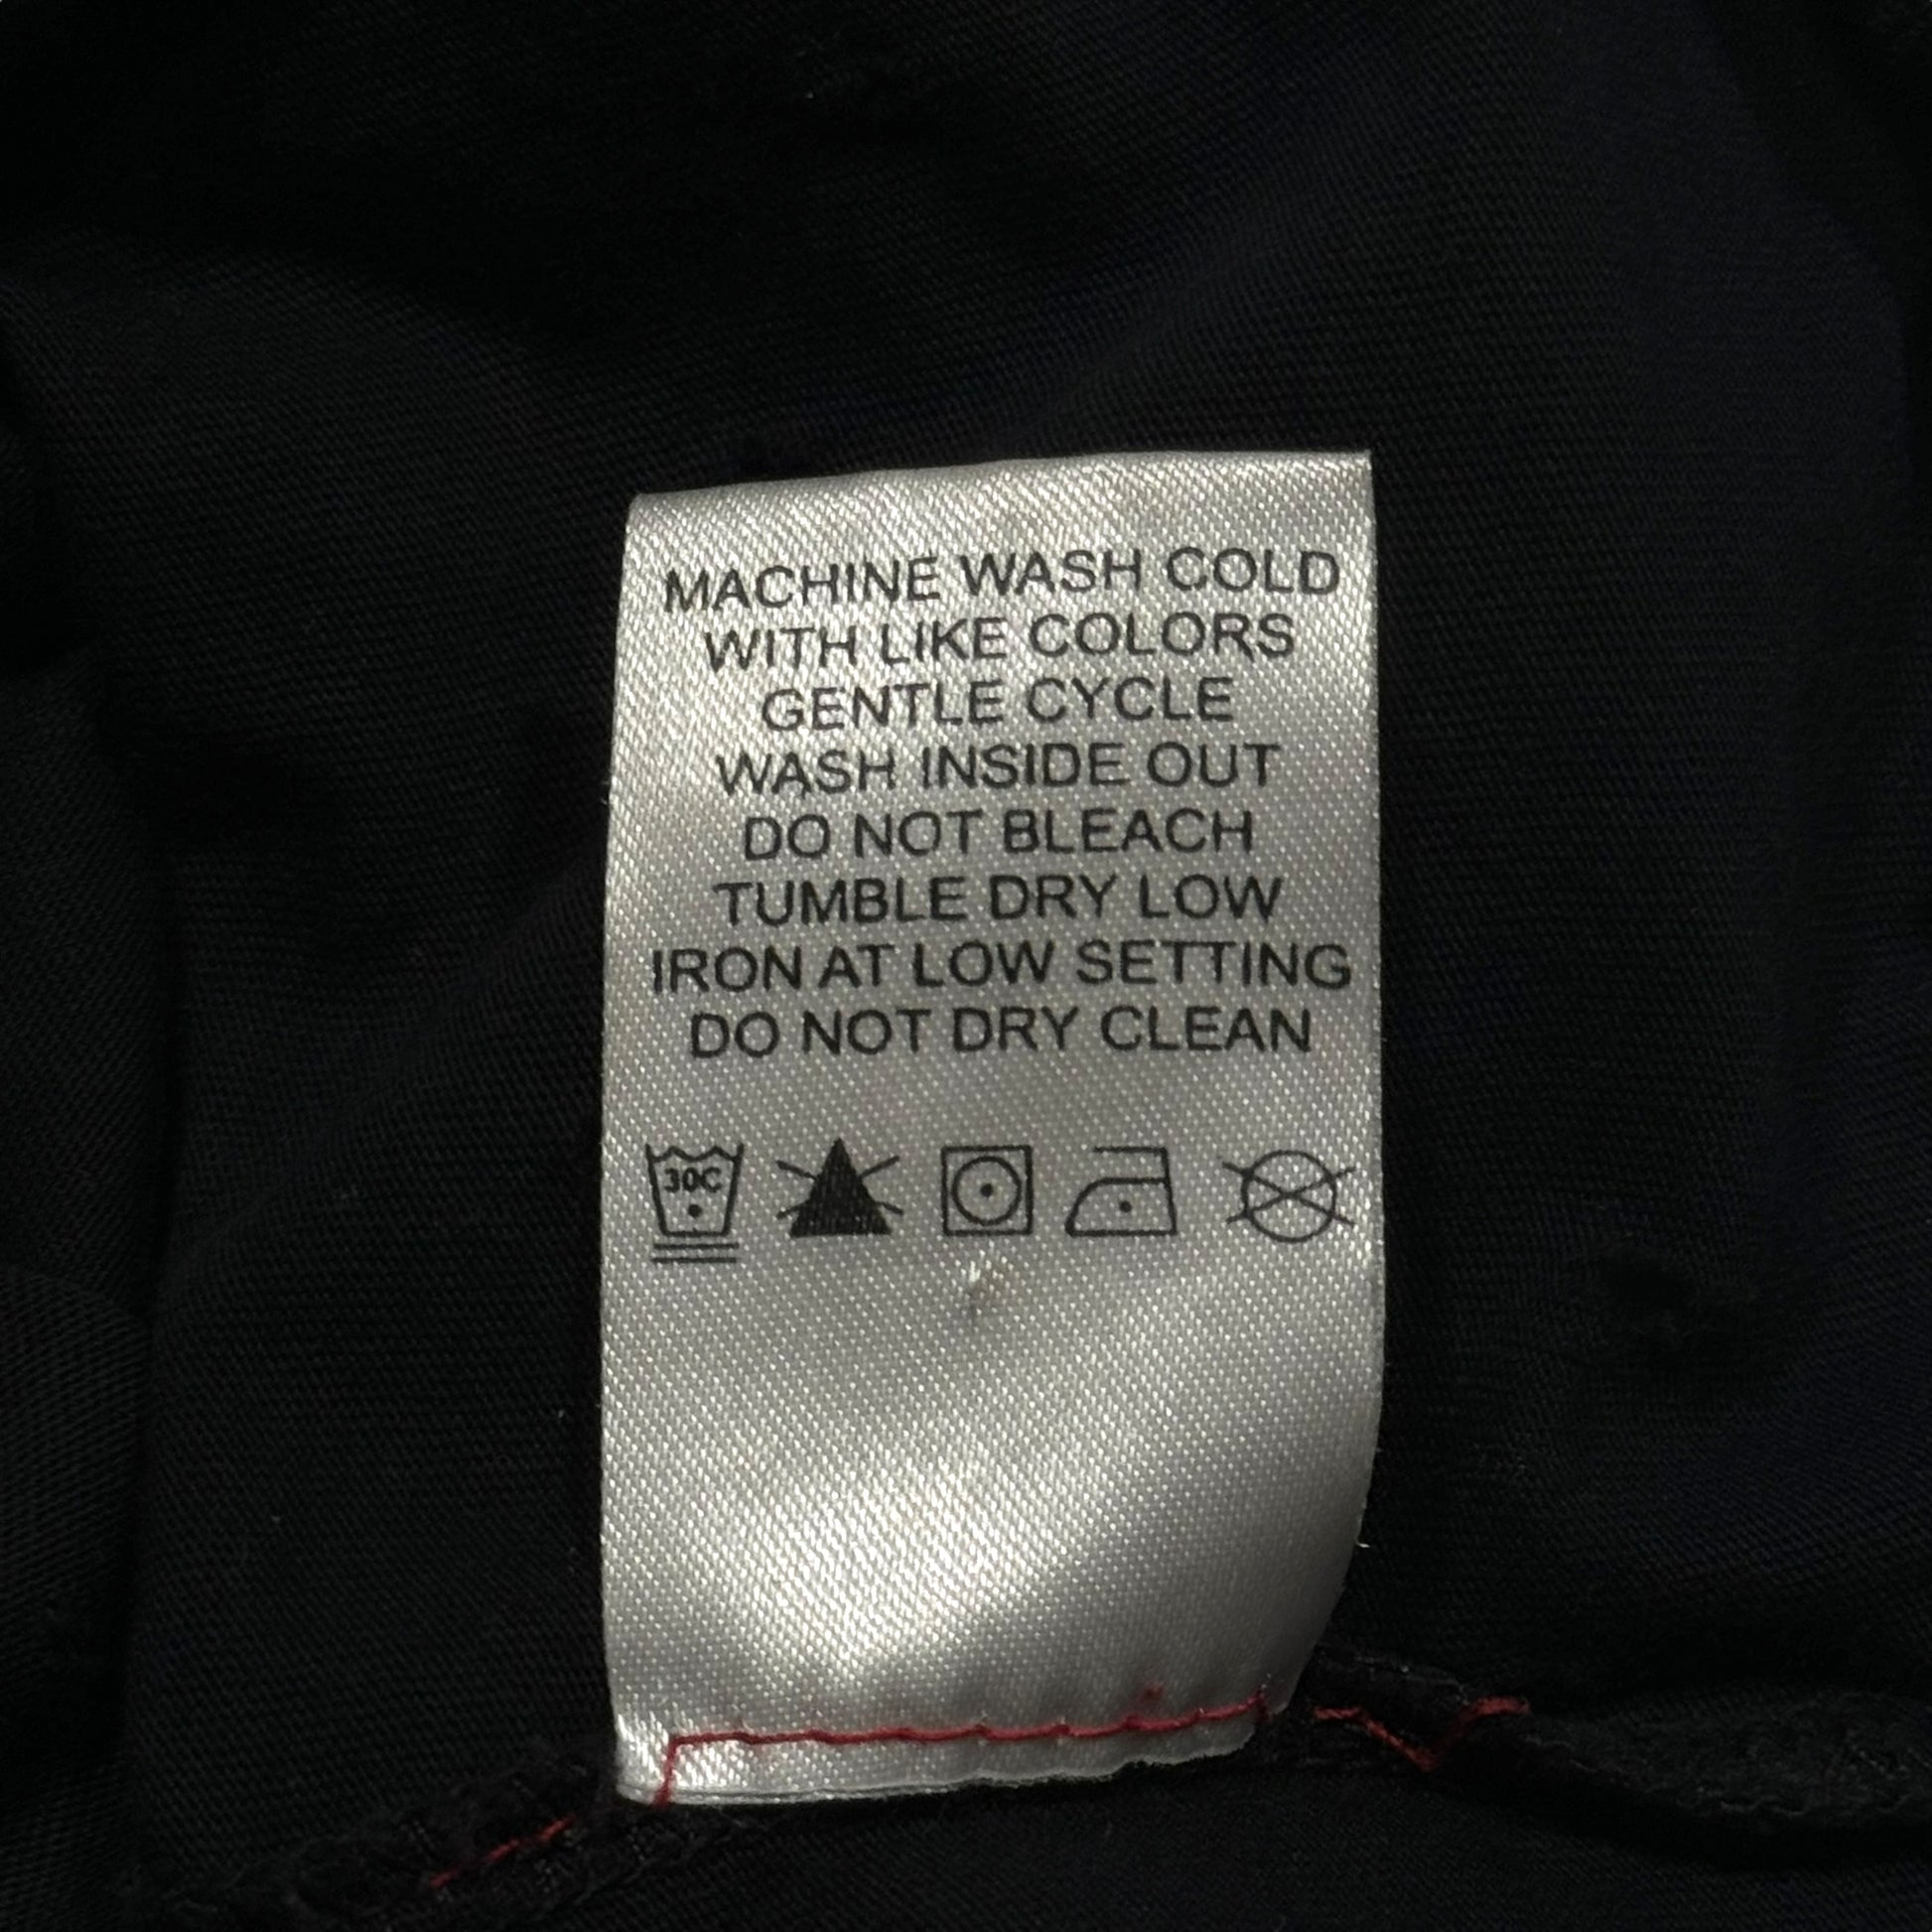 MACHINE WASH COLD
WITH LIKE COLORS
GENTLE CYCLE
WASH INSIDE OUT
DO NOT BLEACH
TUMBLE DRY LOW
IRON AT LOW SETTING
DO NOT DRY CLEAN
30C